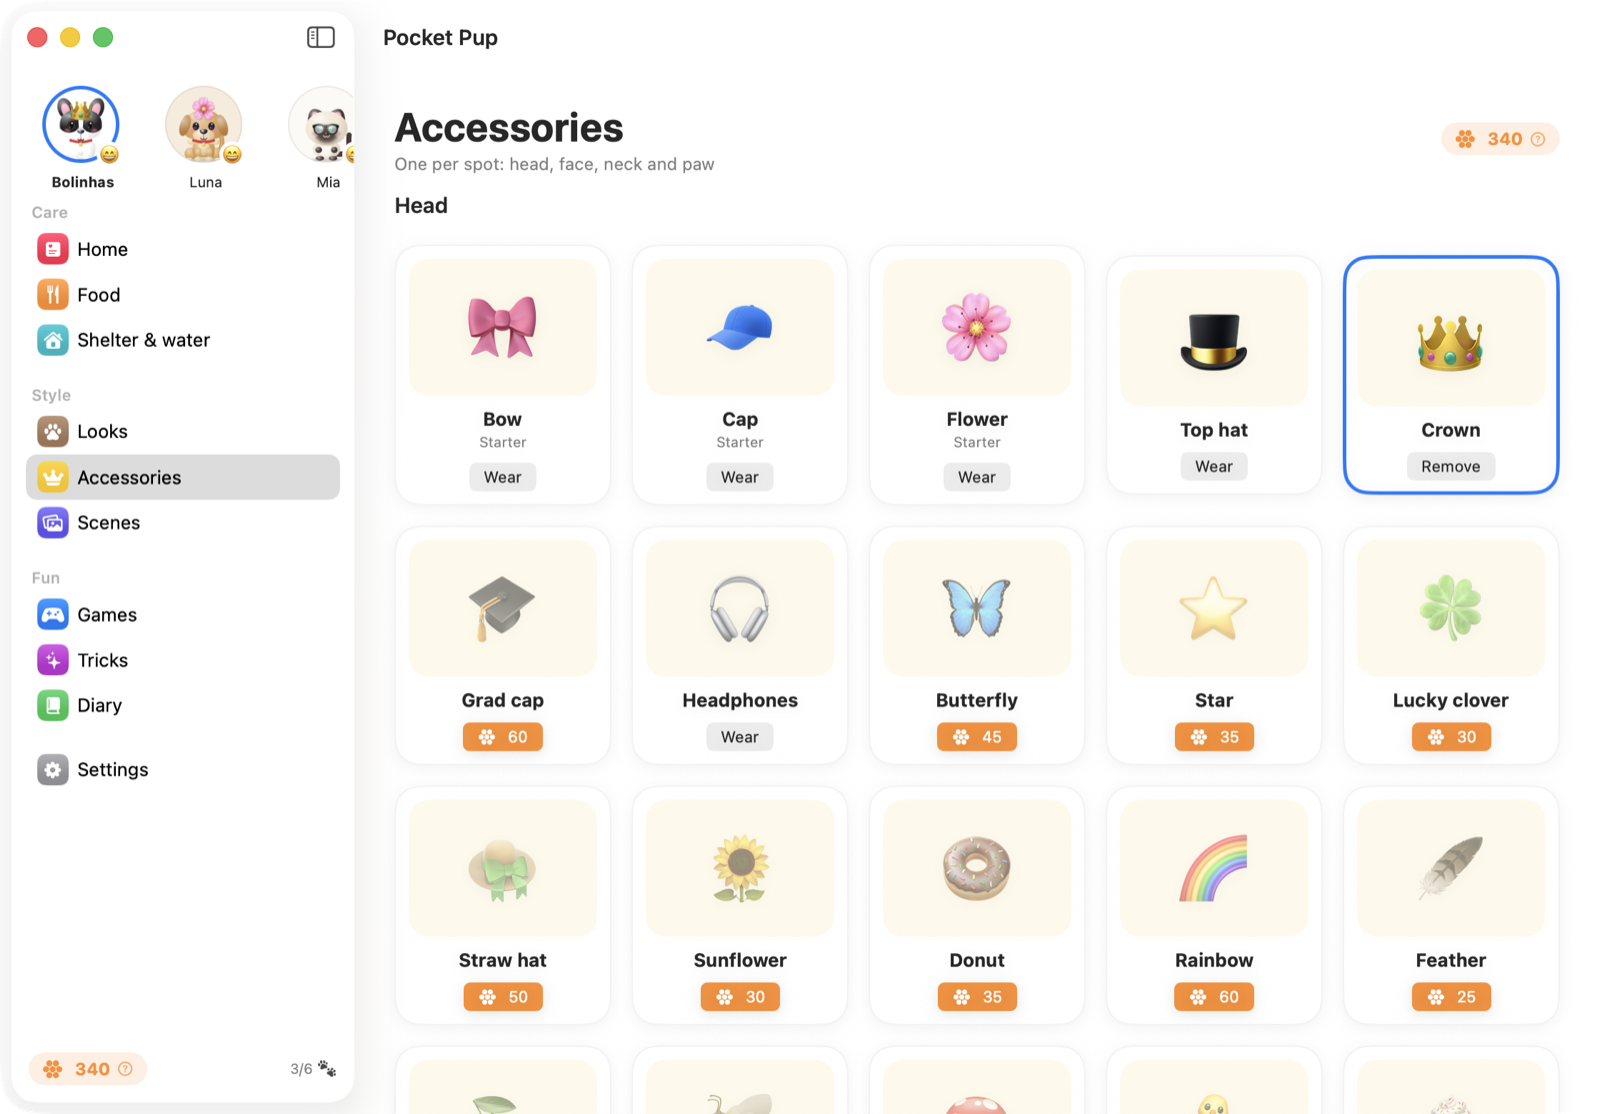 Pocket Pup
Bolinhas
Luna
Mia
Care
Home
Food
Shelter & water
Style
Looks
Accessories
Scenes
Fun
Games
Tricks
Diary
Settings
340
3/6
Accessories
340
One per spot: head, face, neck and paw
Head
Bow
Starter
Wear
Cap
Starter
Wear
Flower
Starter
Wear
Top hat
Wear
Crown
Remove
Grad cap
60
Headphones
Wear
Butterfly
45
Star
35
Lucky clover
30
Straw hat
50
Sunflower
30
Donut
35
Rainbow
60
Feather
25